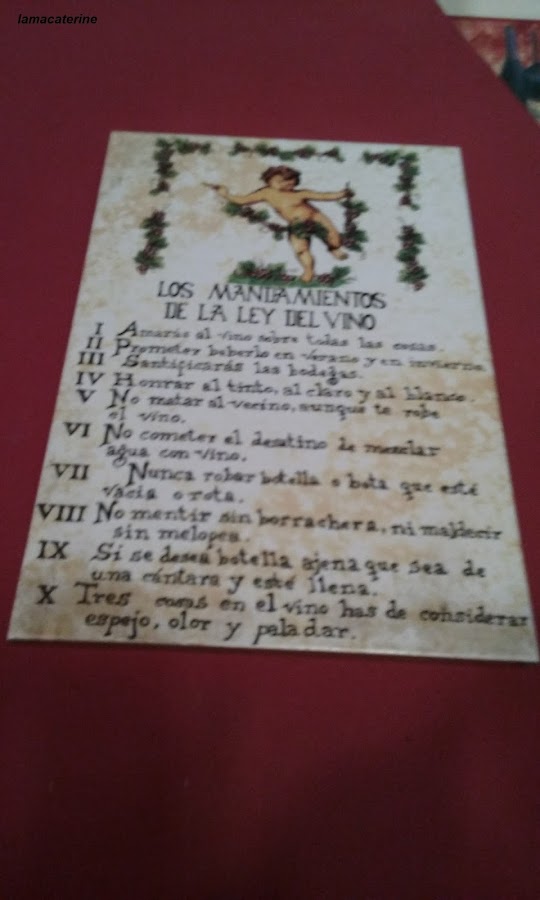 lamacaterine
LOS MANDAMIENTOS
DE LA LEY DEL VINO
I Amarás al vino sobre todas las cosas.
II Prometer beberlo en verano y en invierno
III Santificarás las bodegas.
IV Honrar al tinto, al claro y al blanco.
V No matar al vecino, aunque te robe
el vino.
VI No cometer el desatino de mezclar
agua con vino.
VII Nunca robar botella o bota que esté
vacia o rota.
VIII No mentir sin borrachera, ni maldecir
sin melopea.
IX Si se desea botella ajena que sea de
una cántara y esté llena.
X Tres cosas en el vino has de considerar
espejo, olor y paladar.